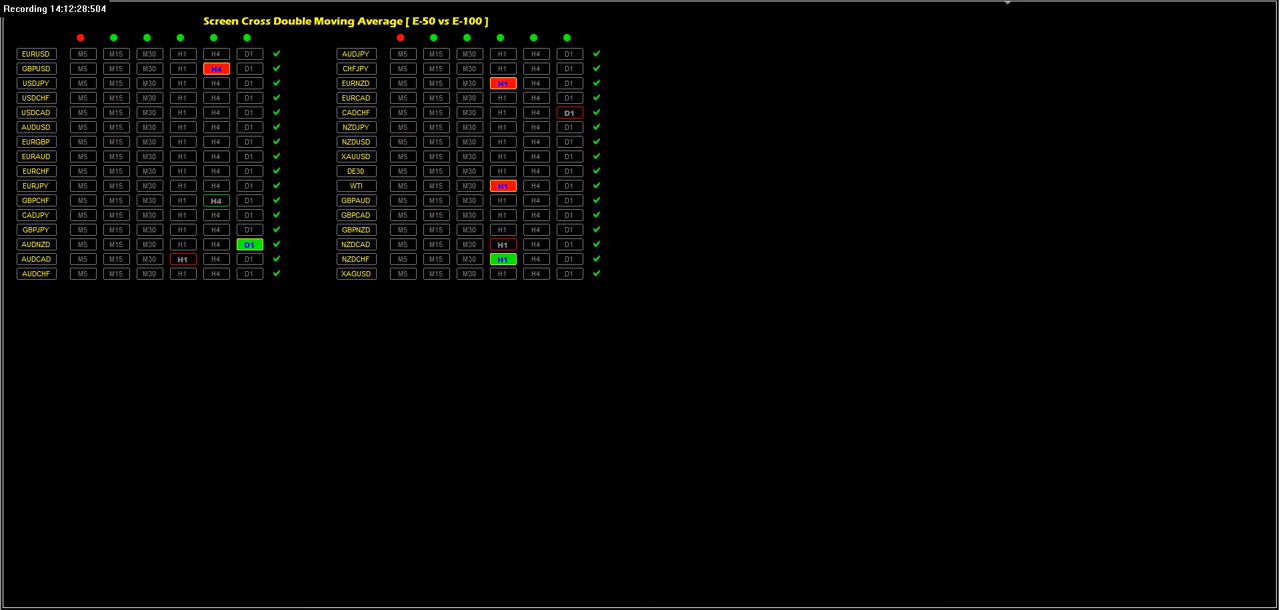 Recording 14:12:28:504
Screen Cross Double Moving Average [ E-50 vs E-100 ]
EURUSD M5 M15 M30 H1 H4 D1 AUDJPY M5 M15 M30 H1 H4 D1
GBPUSD M5 M15 M30 H1 H4 D1 CHFJPY M5 M15 M30 H1 H4 D1
USDJPY M5 M15 M30 H1 H4 D1 EURNZD M5 M15 M30 H1 H4 D1
USDCHF M5 M15 M30 H1 H4 D1 EURCAD M5 M15 M30 H1 H4 D1
USDCAD M5 M15 M30 H1 H4 D1 CADCHF M5 M15 M30 H1 H4 D1
AUDUSD M5 M15 M30 H1 H4 D1 NZDJPY M5 M15 M30 H1 H4 D1
EURGBP M5 M15 M30 H1 H4 D1 NZDUSD M5 M15 M30 H1 H4 D1
EURAUD M5 M15 M30 H1 H4 D1 XAUUSD M5 M15 M30 H1 H4 D1
EURCHF M5 M15 M30 H1 H4 D1 DE30 M5 M15 M30 H1 H4 D1
EURJPY M5 M15 M30 H1 H4 D1 WTI M5 M15 M30 H1 H4 D1
GBPCHF M5 M15 M30 H1 H4 D1 GBPAUD M5 M15 M30 H1 H4 D1
CADJPY M5 M15 M30 H1 H4 D1 GBPCAD M5 M15 M30 H1 H4 D1
GBPJPY M5 M15 M30 H1 H4 D1 GBPNZD M5 M15 M30 H1 H4 D1
AUDNZD M5 M15 M30 H1 H4 D1 NZDCAD M5 M15 M30 H1 H4 D1
AUDCAD M5 M15 M30 H1 H4 D1 NZDCHF M5 M15 M30 H1 H4 D1
AUDCHF M5 M15 M30 H1 H4 D1 XAGUSD M5 M15 M30 H1 H4 D1